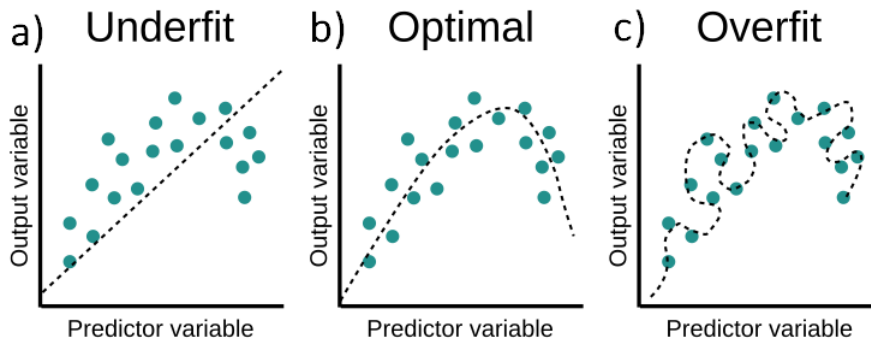 a) Underfit
Output variable
Predictor variable
b) Optimal
Output variable
Predictor variable
c) Overfit
Output variable
Predictor variable